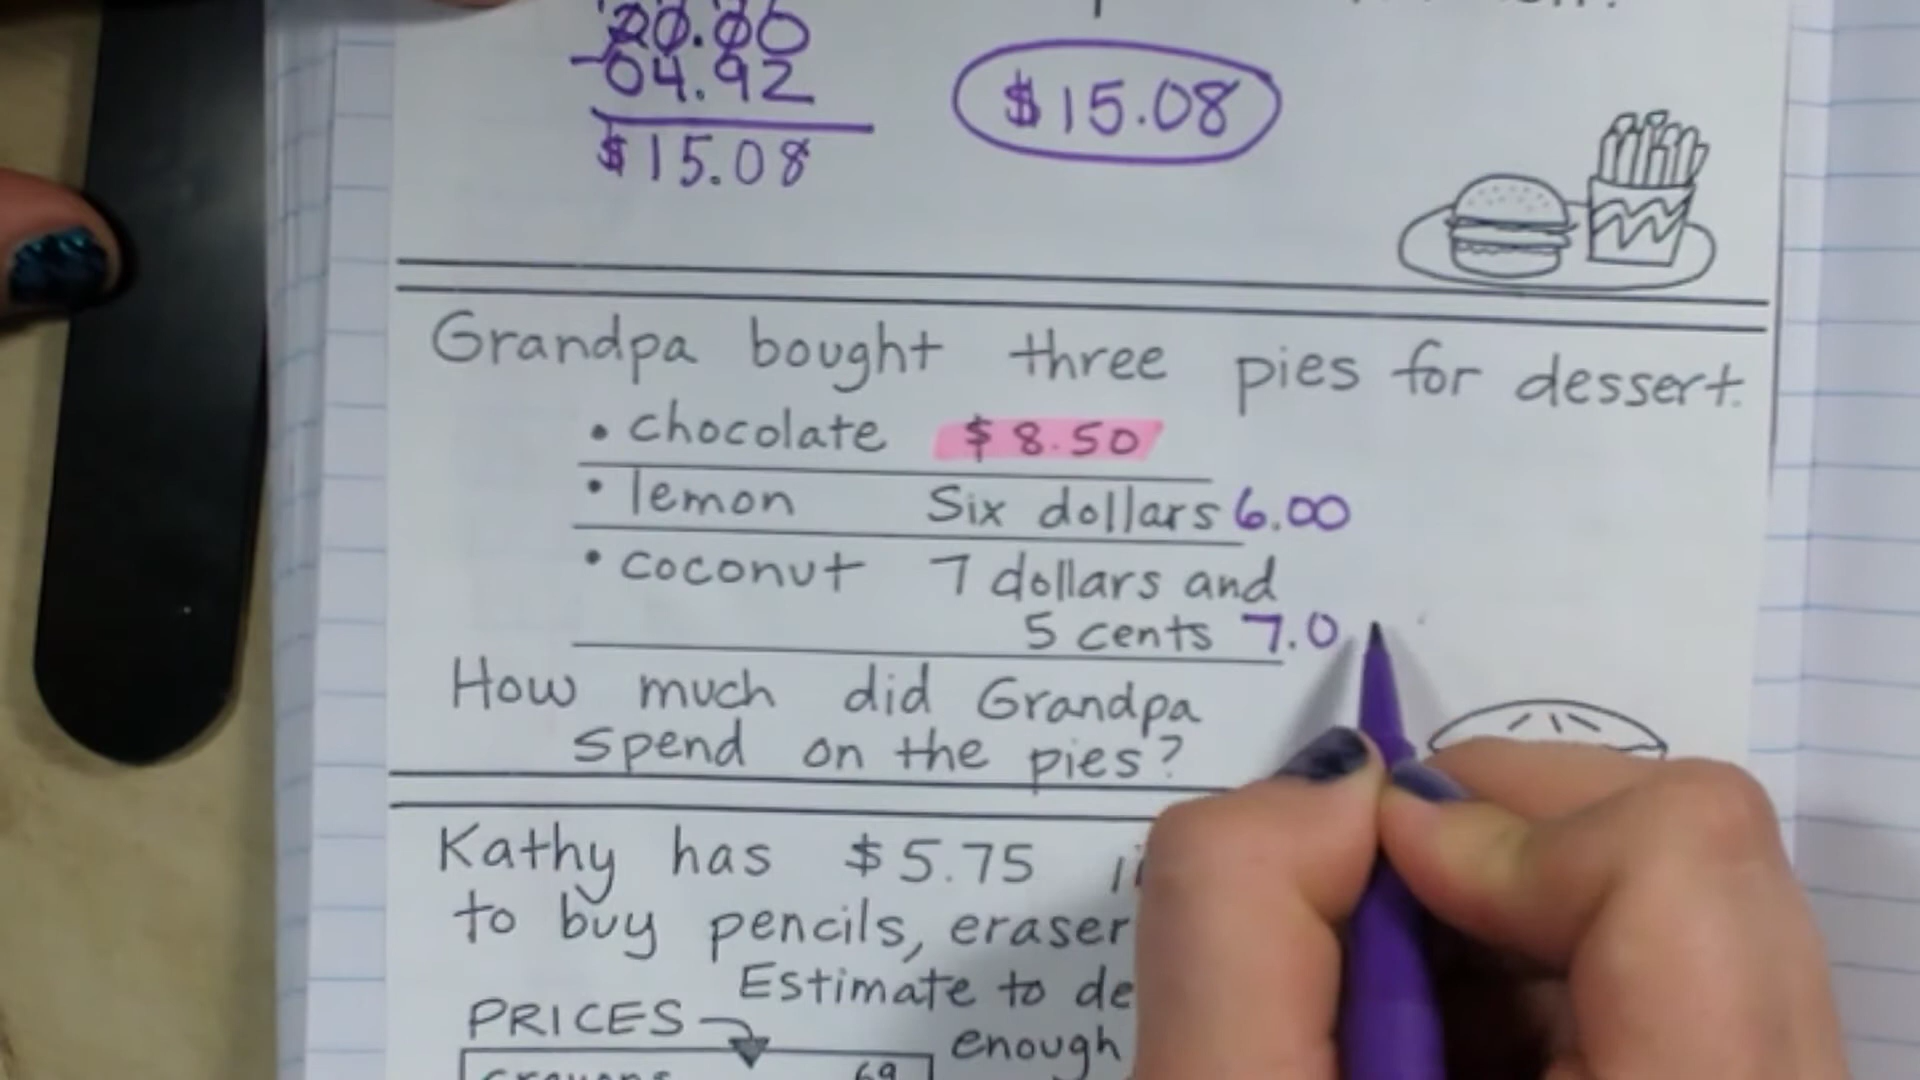 20.00
-04.92
$15.08
$15.08
Grandpa bought three pies for dessert.
• chocolate $8.50
• lemon Six dollars 6.00
• coconut 7 dollars and
5 cents 7.0
How much did Grandpa
spend on the pies?
Kathy has $5.75
to buy pencils, eraser
Estimate to de
PRICES
enough
crayons 69